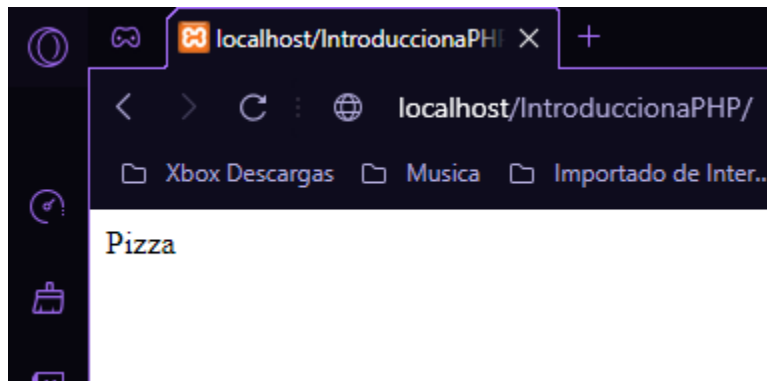 localhost/IntroduccionaPH
localhost/IntroduccionaPHP/
Xbox Descargas Musica Importado de Inter...
Pizza